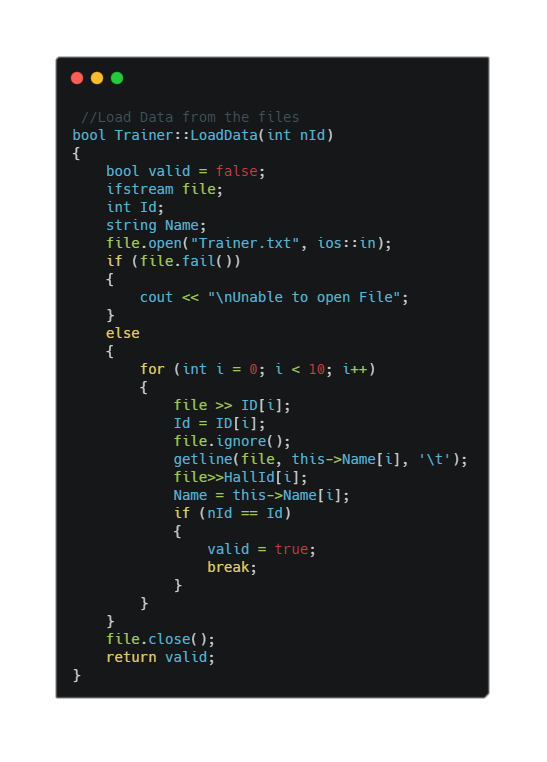 //Load Data from the files
bool Trainer::LoadData(int nId)
{
bool valid = false;
ifstream file;
int Id;
string Name;
file.open("Trainer.txt", ios::in);
if (file.fail())
{
cout << "\nUnable to open File";
}
else
{
for (int i = 0; i < 10; i++)
{
file >> ID[i];
Id = ID[i];
file.ignore();
getline(file, this->Name[i], '\t');
file>>HallId[i];
Name = this->Name[i];
if (nId == Id)
{
valid = true;
break;
}
}
}
file.close();
return valid;
}